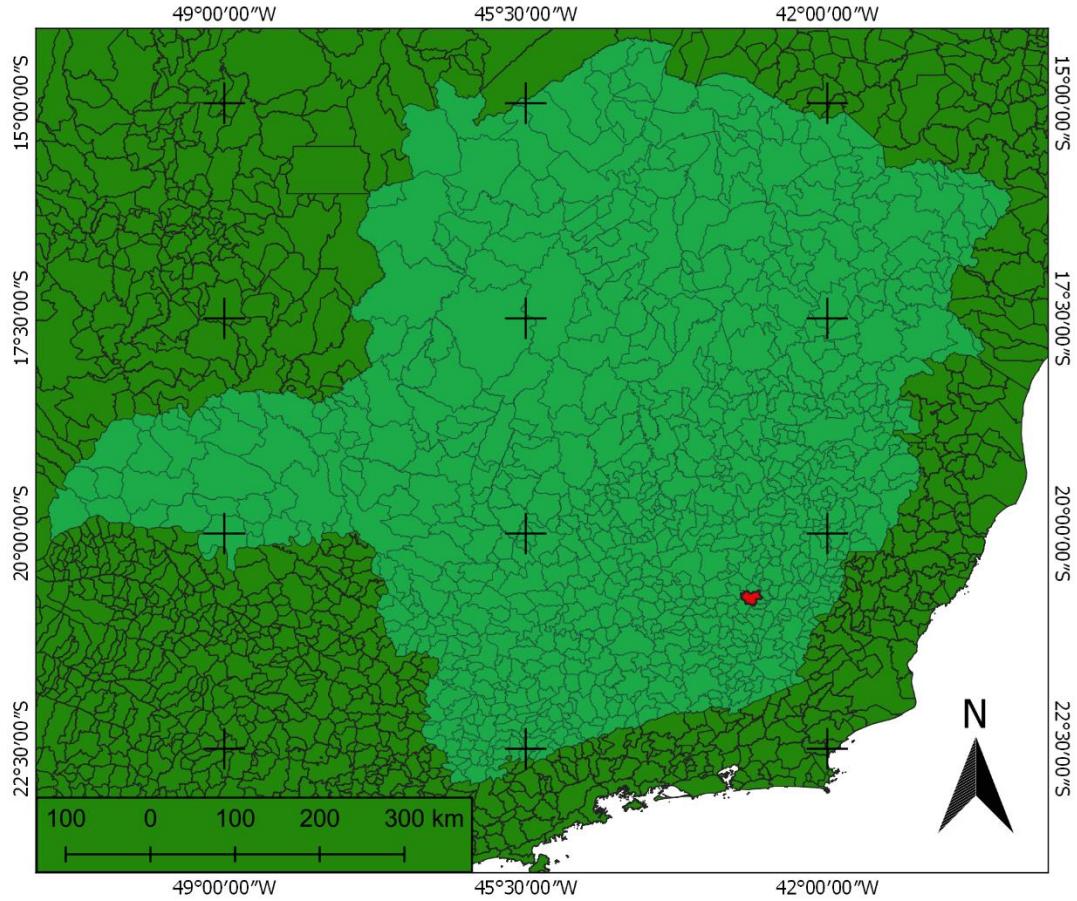 49°00′00″W 45°30′00″W 42°00′00″W
15°00′00″S 15°00′00″S
17°30′00″S 17°30′00″S
20°00′00″S 20°00′00″S
22°30′00″S 22°30′00″S
N
100 0 100 200 300 km
49°00′00″W 45°30′00″W 42°00′00″W